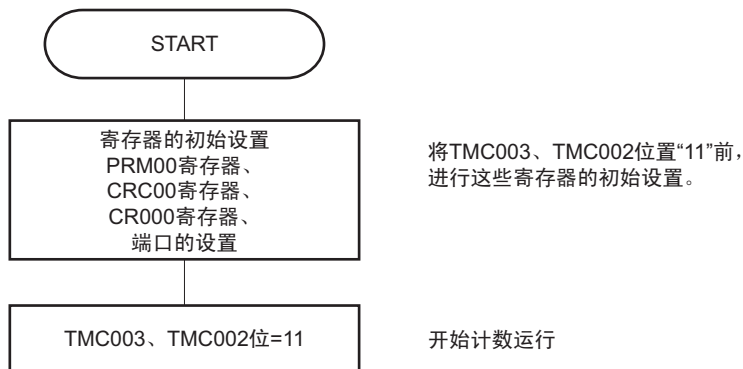 START
寄存器的初始设置
PRM00寄存器、
CRC00寄存器、
CR000寄存器、
端口的设置
将TMC003、TMC002位置“11”前，
进行这些寄存器的初始设置。
TMC003、TMC002位=11
开始计数运行